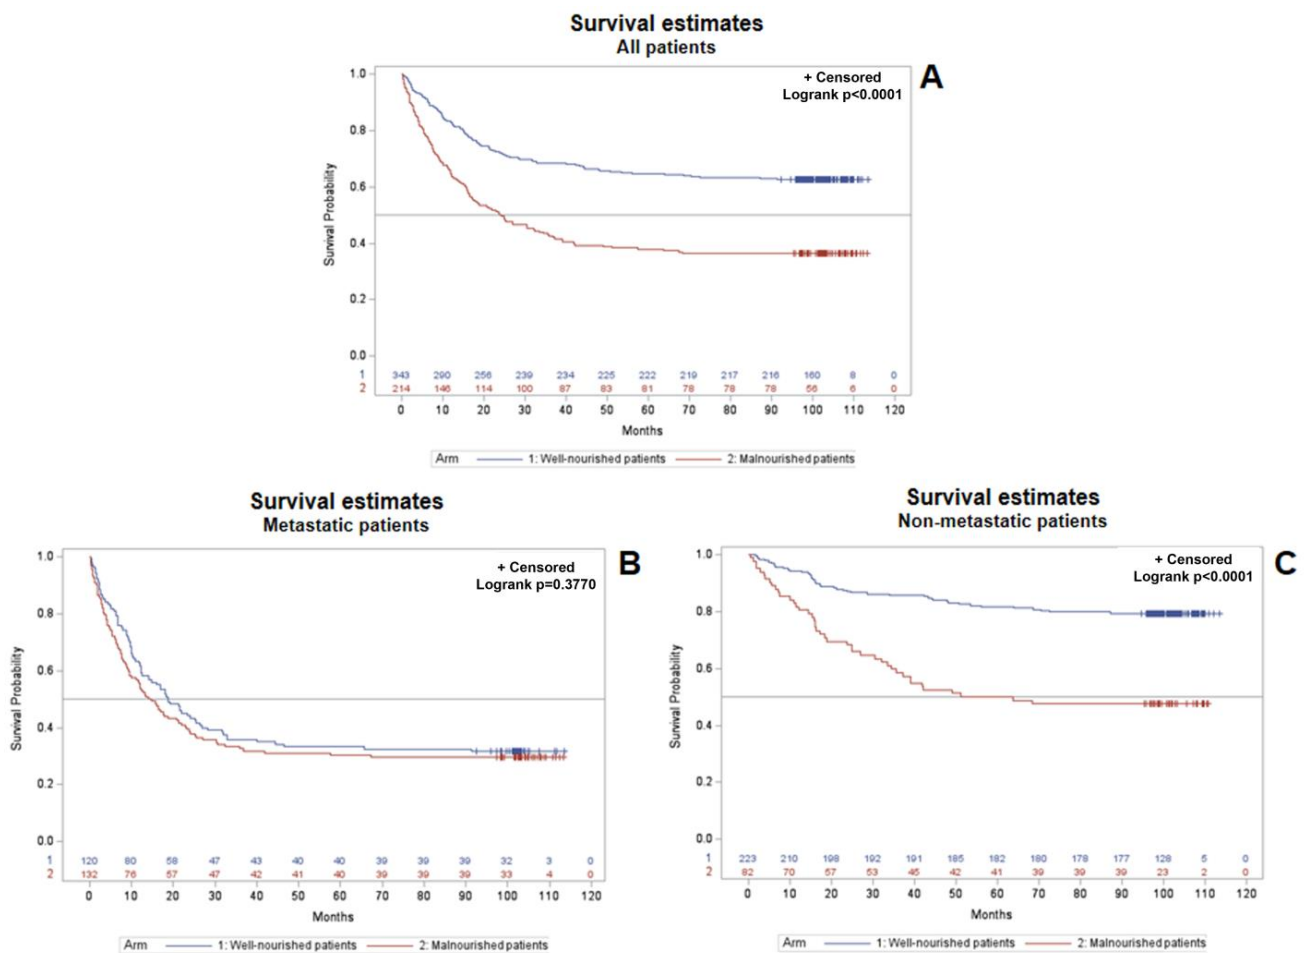 Survival estimates
All patients
A
+ Censored
Logrank p<0.0001
Survival Probability
1.0
0.8
0.6
0.4
0.2
0.0
1 343 290 256 239 234 225 222 219 217 216 160 8 0
2 214 146 114 100 87 83 81 78 78 78 56 6 0
0 10 20 30 40 50 60 70 80 90 100 110 120
Months
Arm 1: Well-nourished patients 2: Malnourished patients
Survival estimates
Metastatic patients
B
+ Censored
Logrank p=0.3770
Survival Probability
1.0
0.8
0.6
0.4
0.2
0.0
1 120 80 58 47 43 40 40 39 39 39 32 3 0
2 132 76 57 47 42 41 40 39 39 39 33 4 0
0 10 20 30 40 50 60 70 80 90 100 110 120
Months
Arm 1: Well-nourished patients 2: Malnourished patients
Survival estimates
Non-metastatic patients
C
+ Censored
Logrank p<0.0001
Survival Probability
1.0
0.8
0.6
0.4
0.2
0.0
1 223 210 198 192 191 185 182 180 178 177 128 5 0
2 82 70 57 53 45 42 41 39 39 39 23 2 0
0 10 20 30 40 50 60 70 80 90 100 110 120
Months
Arm 1: Well-nourished patients 2: Malnourished patients